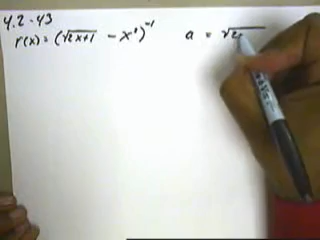 4.2-43
r(x) = (√2x+1 - x³)⁻¹ a = √2